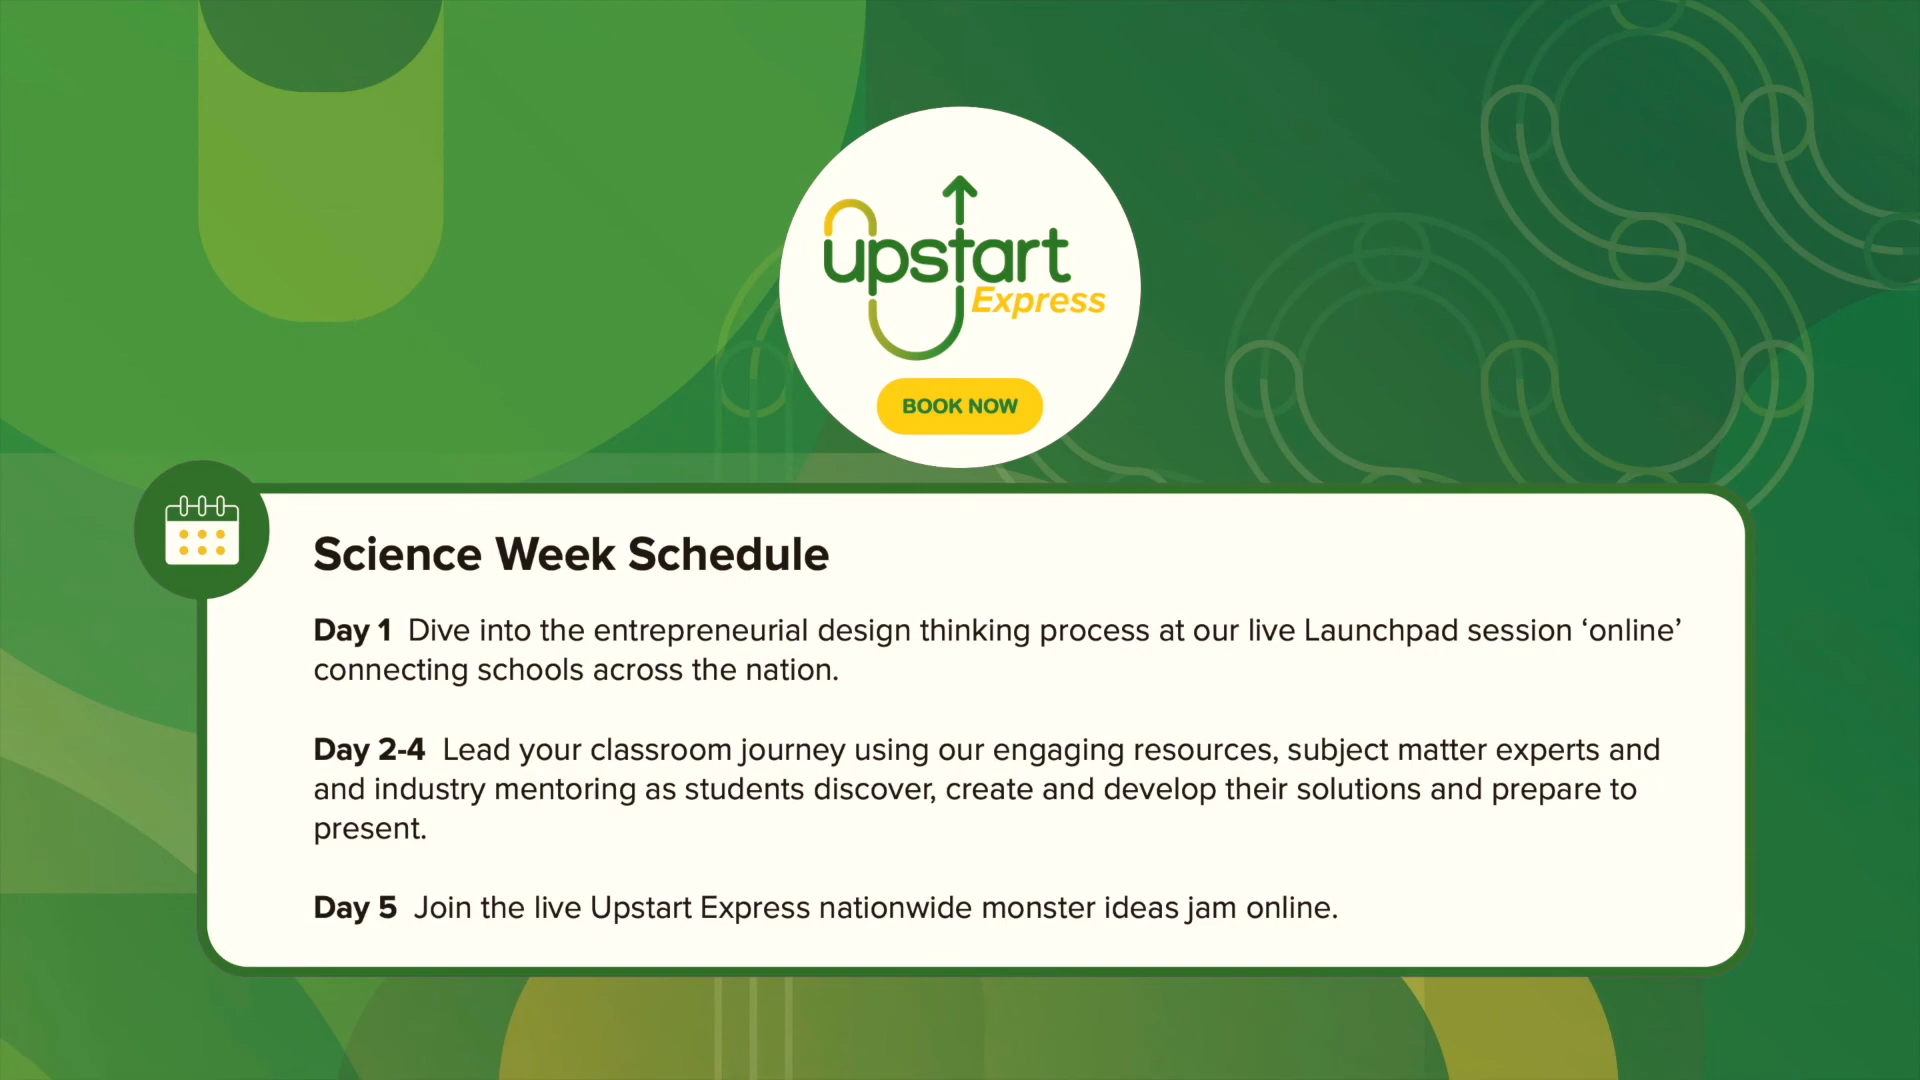 upstart
Express
BOOK NOW
Science Week Schedule
Day 1 Dive into the entrepreneurial design thinking process at our live Launchpad session ‘online’
connecting schools across the nation.
Day 2-4 Lead your classroom journey using our engaging resources, subject matter experts and
and industry mentoring as students discover, create and develop their solutions and prepare to
present.
Day 5 Join the live Upstart Express nationwide monster ideas jam online.